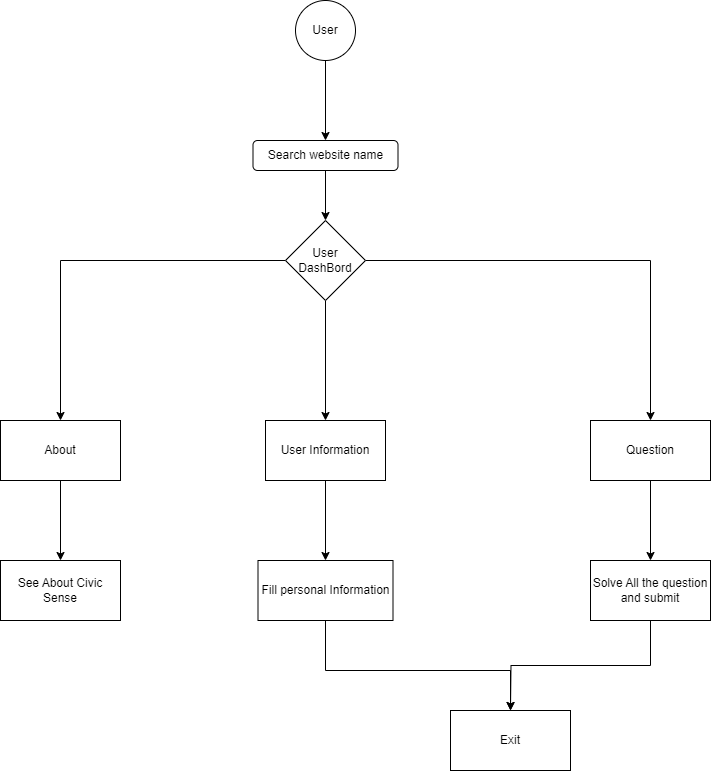 User
Search website name
User
DashBord
About
User Information
Question
See About Civic
Sense
Fill personal Information
Solve All the question
and submit
Exit